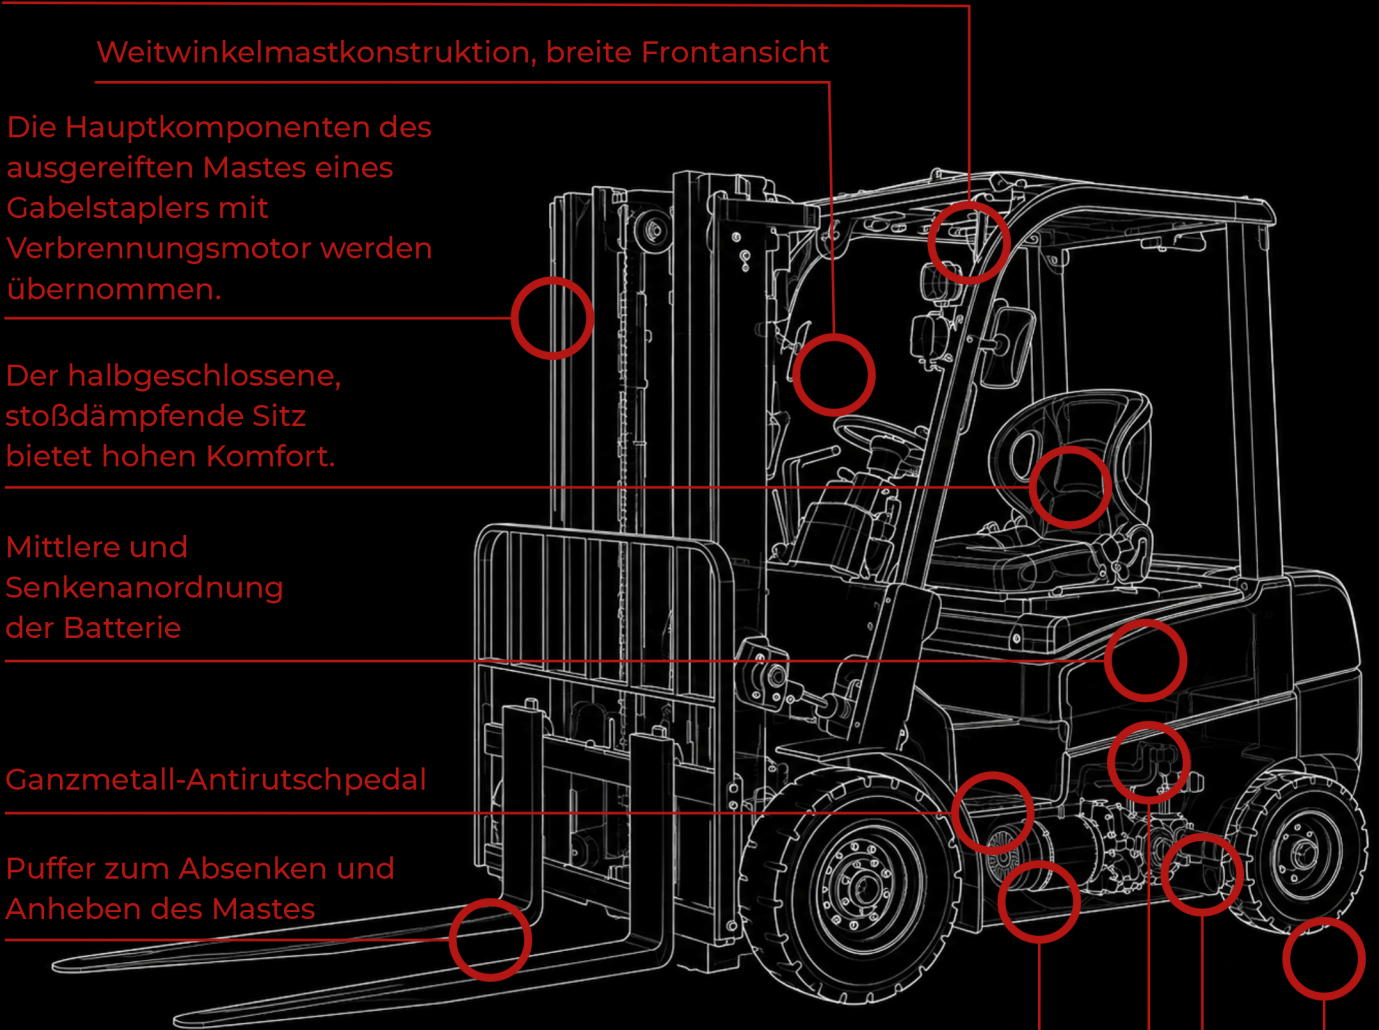 Weitwinkelmastkonstruktion, breite Frontansicht
Die Hauptkomponenten des
ausgereiften Mastes eines
Gabelstaplers mit
Verbrennungsmotor werden
übernommen.
Der halbgeschlossene,
stoßdämpfende Sitz
bietet hohen Komfort.
Mittlere und
Senkenanordnung
der Batterie
Ganzmetall-Antirutschpedal
Puffer zum Absenken und
Anheben des Mastes